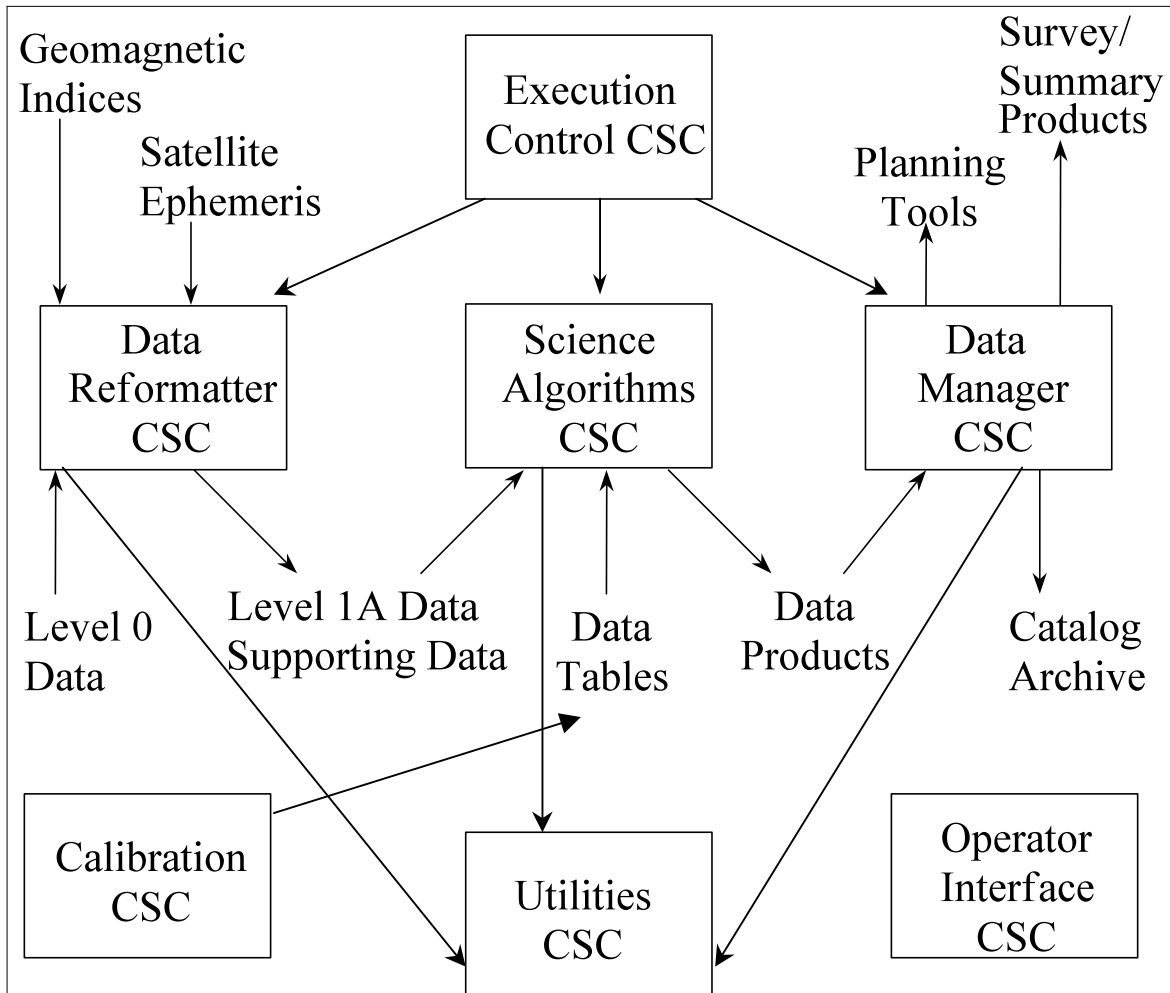 Geomagnetic
Indices
Satellite
Ephemeris
Execution
Control CSC
Planning
Tools
Survey/
Summary
Products
Data
Reformatter
CSC
Science
Algorithms
CSC
Data
Manager
CSC
Level 0
Data
Level 1A Data
Supporting Data
Data
Tables
Data
Products
Catalog
Archive
Calibration
CSC
Utilities
CSC
Operator
Interface
CSC